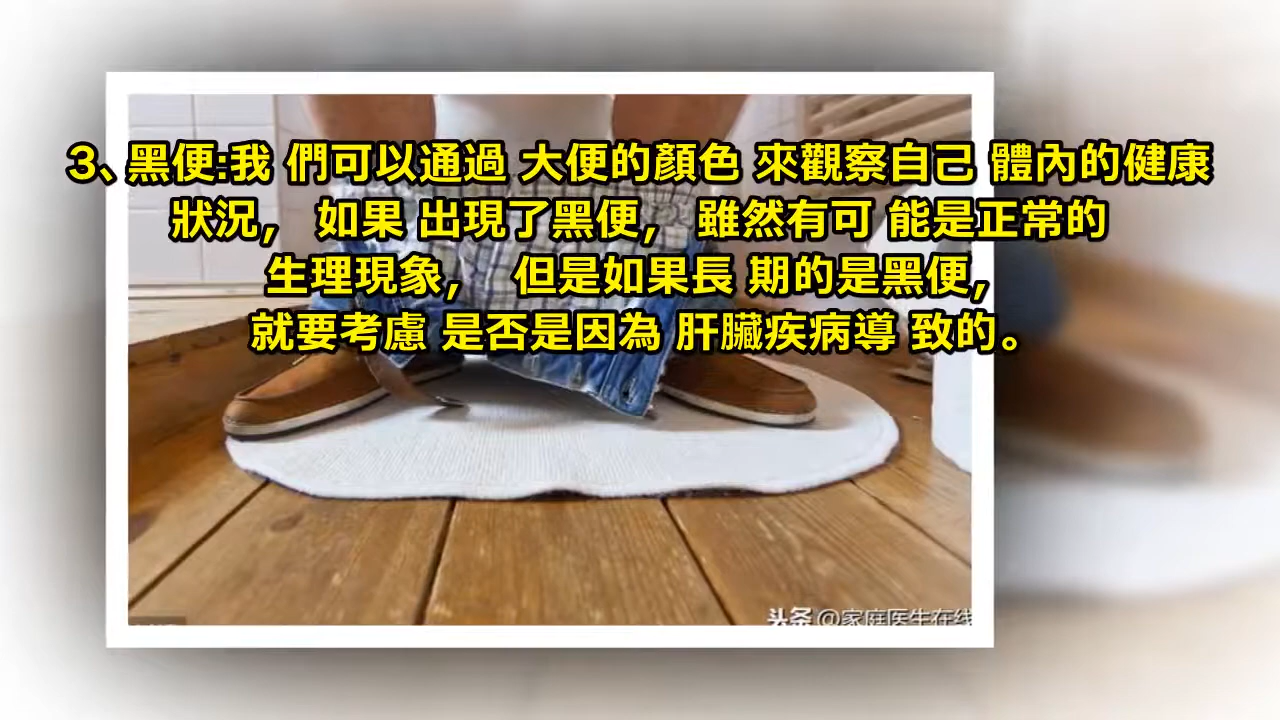 3、黑便:我 們可以通過 大便的顏色 來觀察自己 體內的健康
狀況， 如果 出現了黑便， 雖然有可 能是正常的
生理現象， 但是如果長 期的是黑便，
就要考慮 是否是因為 肝臟疾病導 致的。
头条 @家庭医生在线